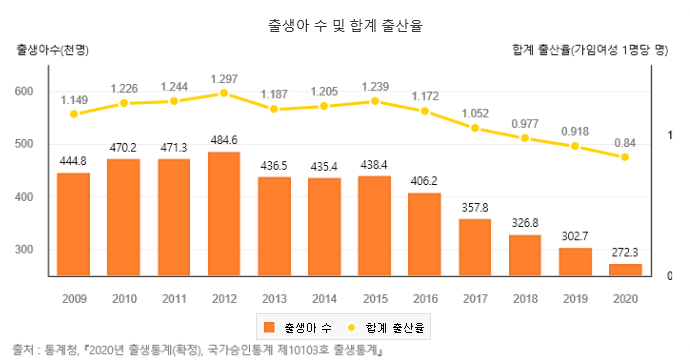 출생아 수 및 합계 출산율
출생아수(천명) 합계 출산율(가임여성 1명당 명)
600
500
400
300
1
0
1.149 1.226 1.244 1.297 1.187 1.205 1.239 1.172 1.052 0.977 0.918 0.84
444.8 470.2 471.3 484.6 436.5 435.4 438.4 406.2 357.8 326.8 302.7 272.3
2009 2010 2011 2012 2013 2014 2015 2016 2017 2018 2019 2020
출생아 수 합계 출산율
출처 : 통계청, 『2020년 출생통계(확정), 국가승인통계 제10103호 출생통계』